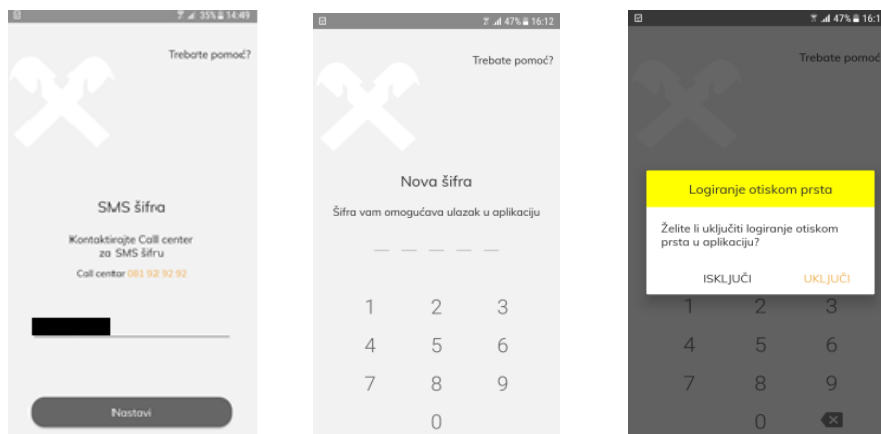 35% 14:49
Trebate pomoć?
SMS šifra
Kontaktirajte Call center
za SMS šifru
Call centar 081 92 92 92
Nastavi
47% 16:12
Trebate pomoć?
Nova šifra
Šifra vam omogućava ulazak u aplikaciju
1 2 3
4 5 6
7 8 9
0
47% 16:1
Trebate pomoć
Logiranje otiskom prsta
Želite li uključiti logiranje otiskom
prsta u aplikaciju?
ISKLJUČI UKLJUČI
1 2 3
4 5 6
7 8 9
0